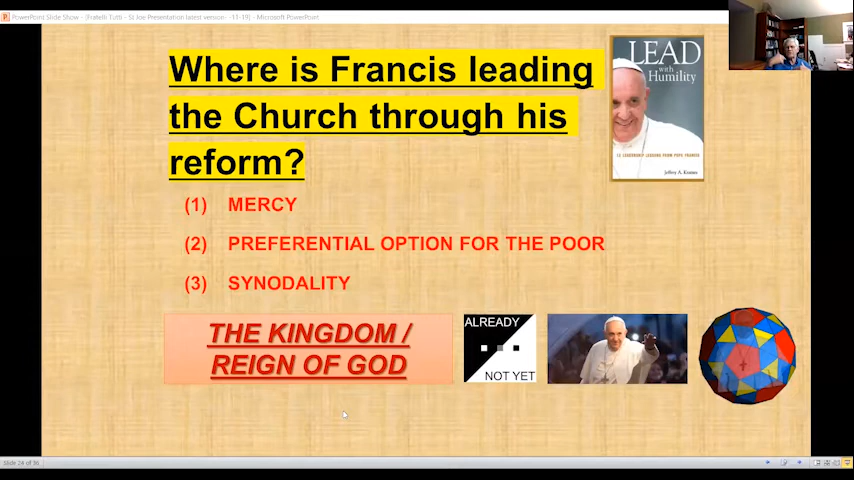 PowerPoint Slide Show - [Fratelli Tutti - St Joe Presentation latest version - -11-19] - Microsoft PowerPoint
Where is Francis leading
the Church through his
reform?
LEAD
with
Humility
12 LEADERSHIP LESSONS FROM POPE FRANCIS
Jeffrey A. Krames
(1) MERCY
(2) PREFERENTIAL OPTION FOR THE POOR
(3) SYNODALITY
THE KINGDOM /
REIGN OF GOD
ALREADY
NOT YET
Slide 24 of 36